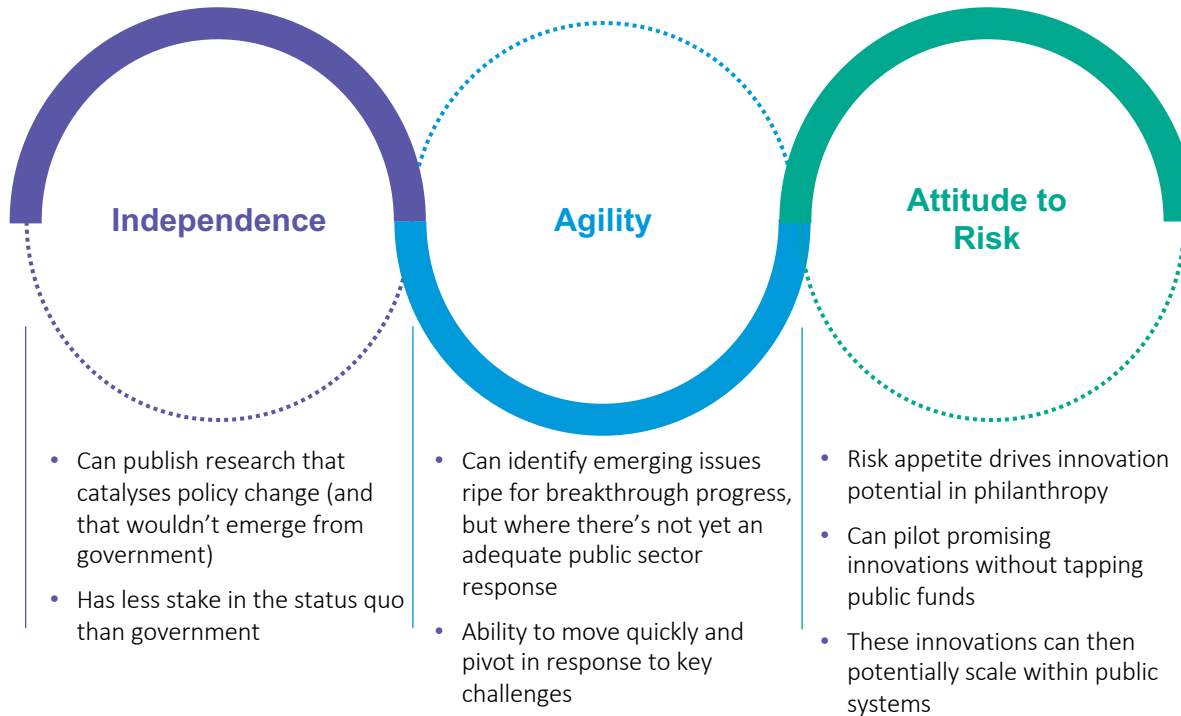 Independence
• Can publish research that
catalyses policy change (and
that wouldn’t emerge from
government)
• Has less stake in the status quo
than government
Agility
• Can identify emerging issues
ripe for breakthrough progress,
but where there’s not yet an
adequate public sector
response
• Ability to move quickly and
pivot in response to key
challenges
Attitude to
Risk
• Risk appetite drives innovation
potential in philanthropy
• Can pilot promising
innovations without tapping
public funds
• These innovations can then
potentially scale within public
systems